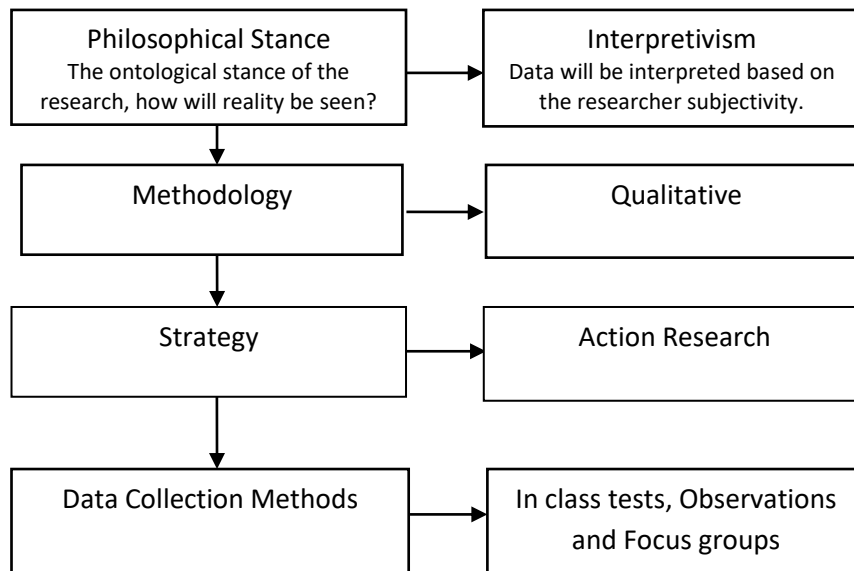 Philosophical Stance
The ontological stance of the
research, how will reality be seen?
Interpretivism
Data will be interpreted based on
the researcher subjectivity.
Methodology
Qualitative
Strategy
Action Research
Data Collection Methods
In class tests, Observations
and Focus groups